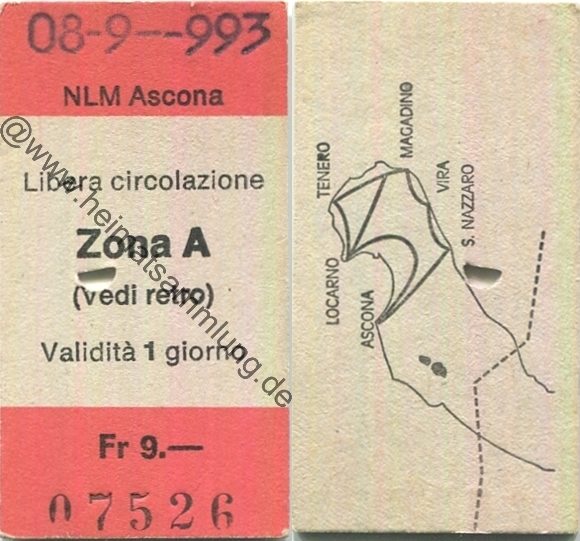 08-9--993
NLM Ascona
Libera circolazione
Zona A
(vedi retro)
Validità 1 giorno
Fr 9.—
07526
@www.heimatsammlung.de
TENERO
MAGADINO
VIRA
S. NAZZARO
LOCARNO
ASCONA